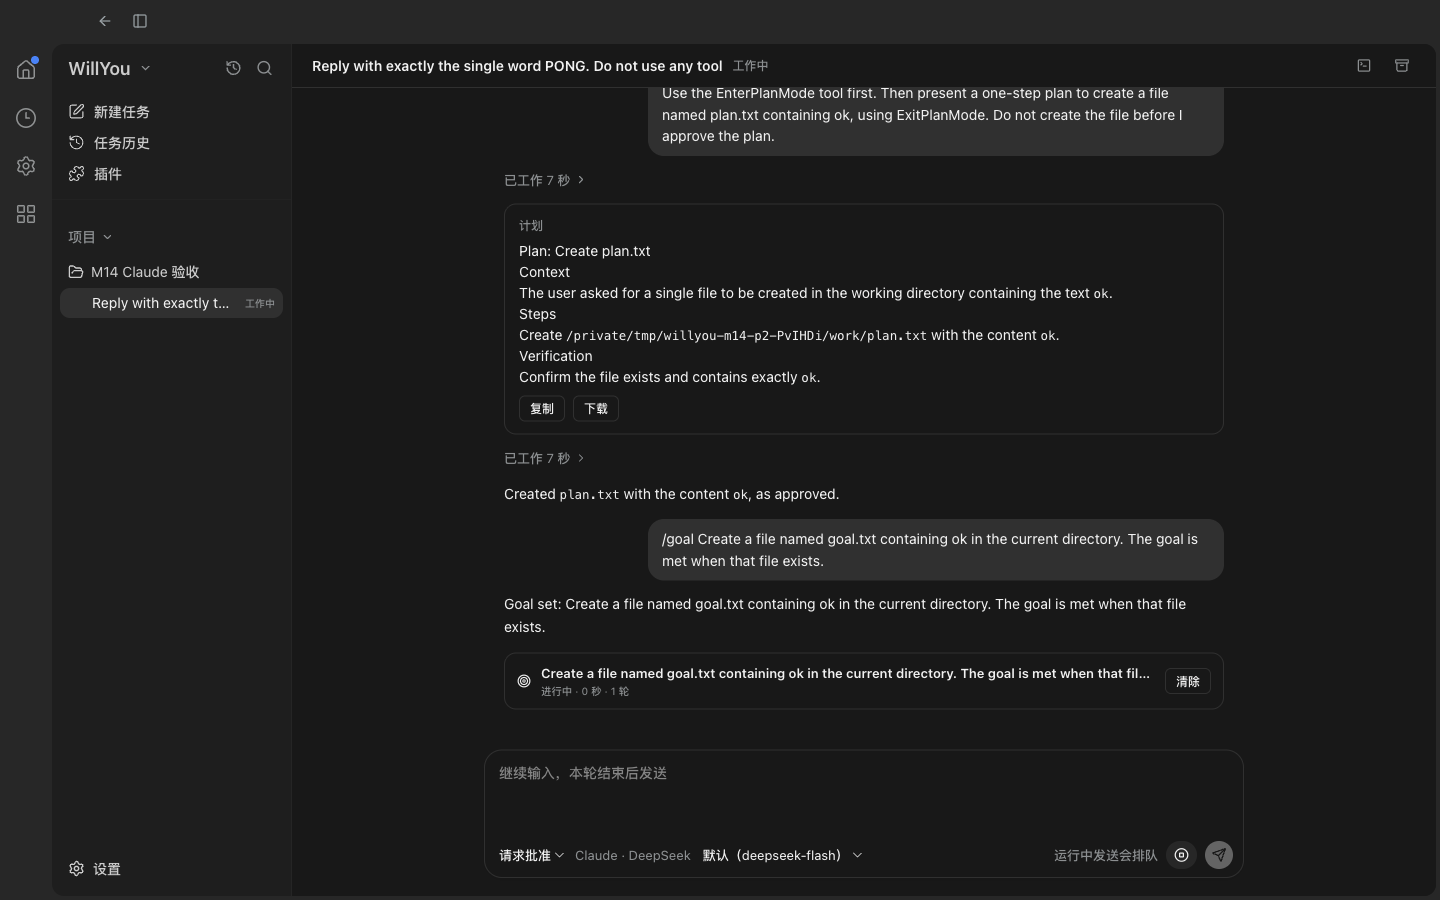 WillYou
新建任务
任务历史
插件
项目
M14 Claude 验收
Reply with exactly t... 工作中
设置
Reply with exactly the single word PONG. Do not use any tool 工作中
Use the EnterPlanMode tool first. Then present a one-step plan to create a file
named plan.txt containing ok, using ExitPlanMode. Do not create the file before I
approve the plan.
已工作 7 秒
计划
Plan: Create plan.txt
Context
The user asked for a single file to be created in the working directory containing the text ok.
Steps
Create /private/tmp/willyou-m14-p2-PvIHDi/work/plan.txt with the content ok.
Verification
Confirm the file exists and contains exactly ok.
复制 下载
已工作 7 秒
Created plan.txt with the content ok, as approved.
/goal Create a file named goal.txt containing ok in the current directory. The goal is
met when that file exists.
Goal set: Create a file named goal.txt containing ok in the current directory. The goal is met when that file
exists.
Create a file named goal.txt containing ok in the current directory. The goal is met when that fil...
进行中 · 0 秒 · 1 轮
清除
继续输入，本轮结束后发送
请求批准 Claude · DeepSeek 默认（deepseek-flash） 运行中发送会排队